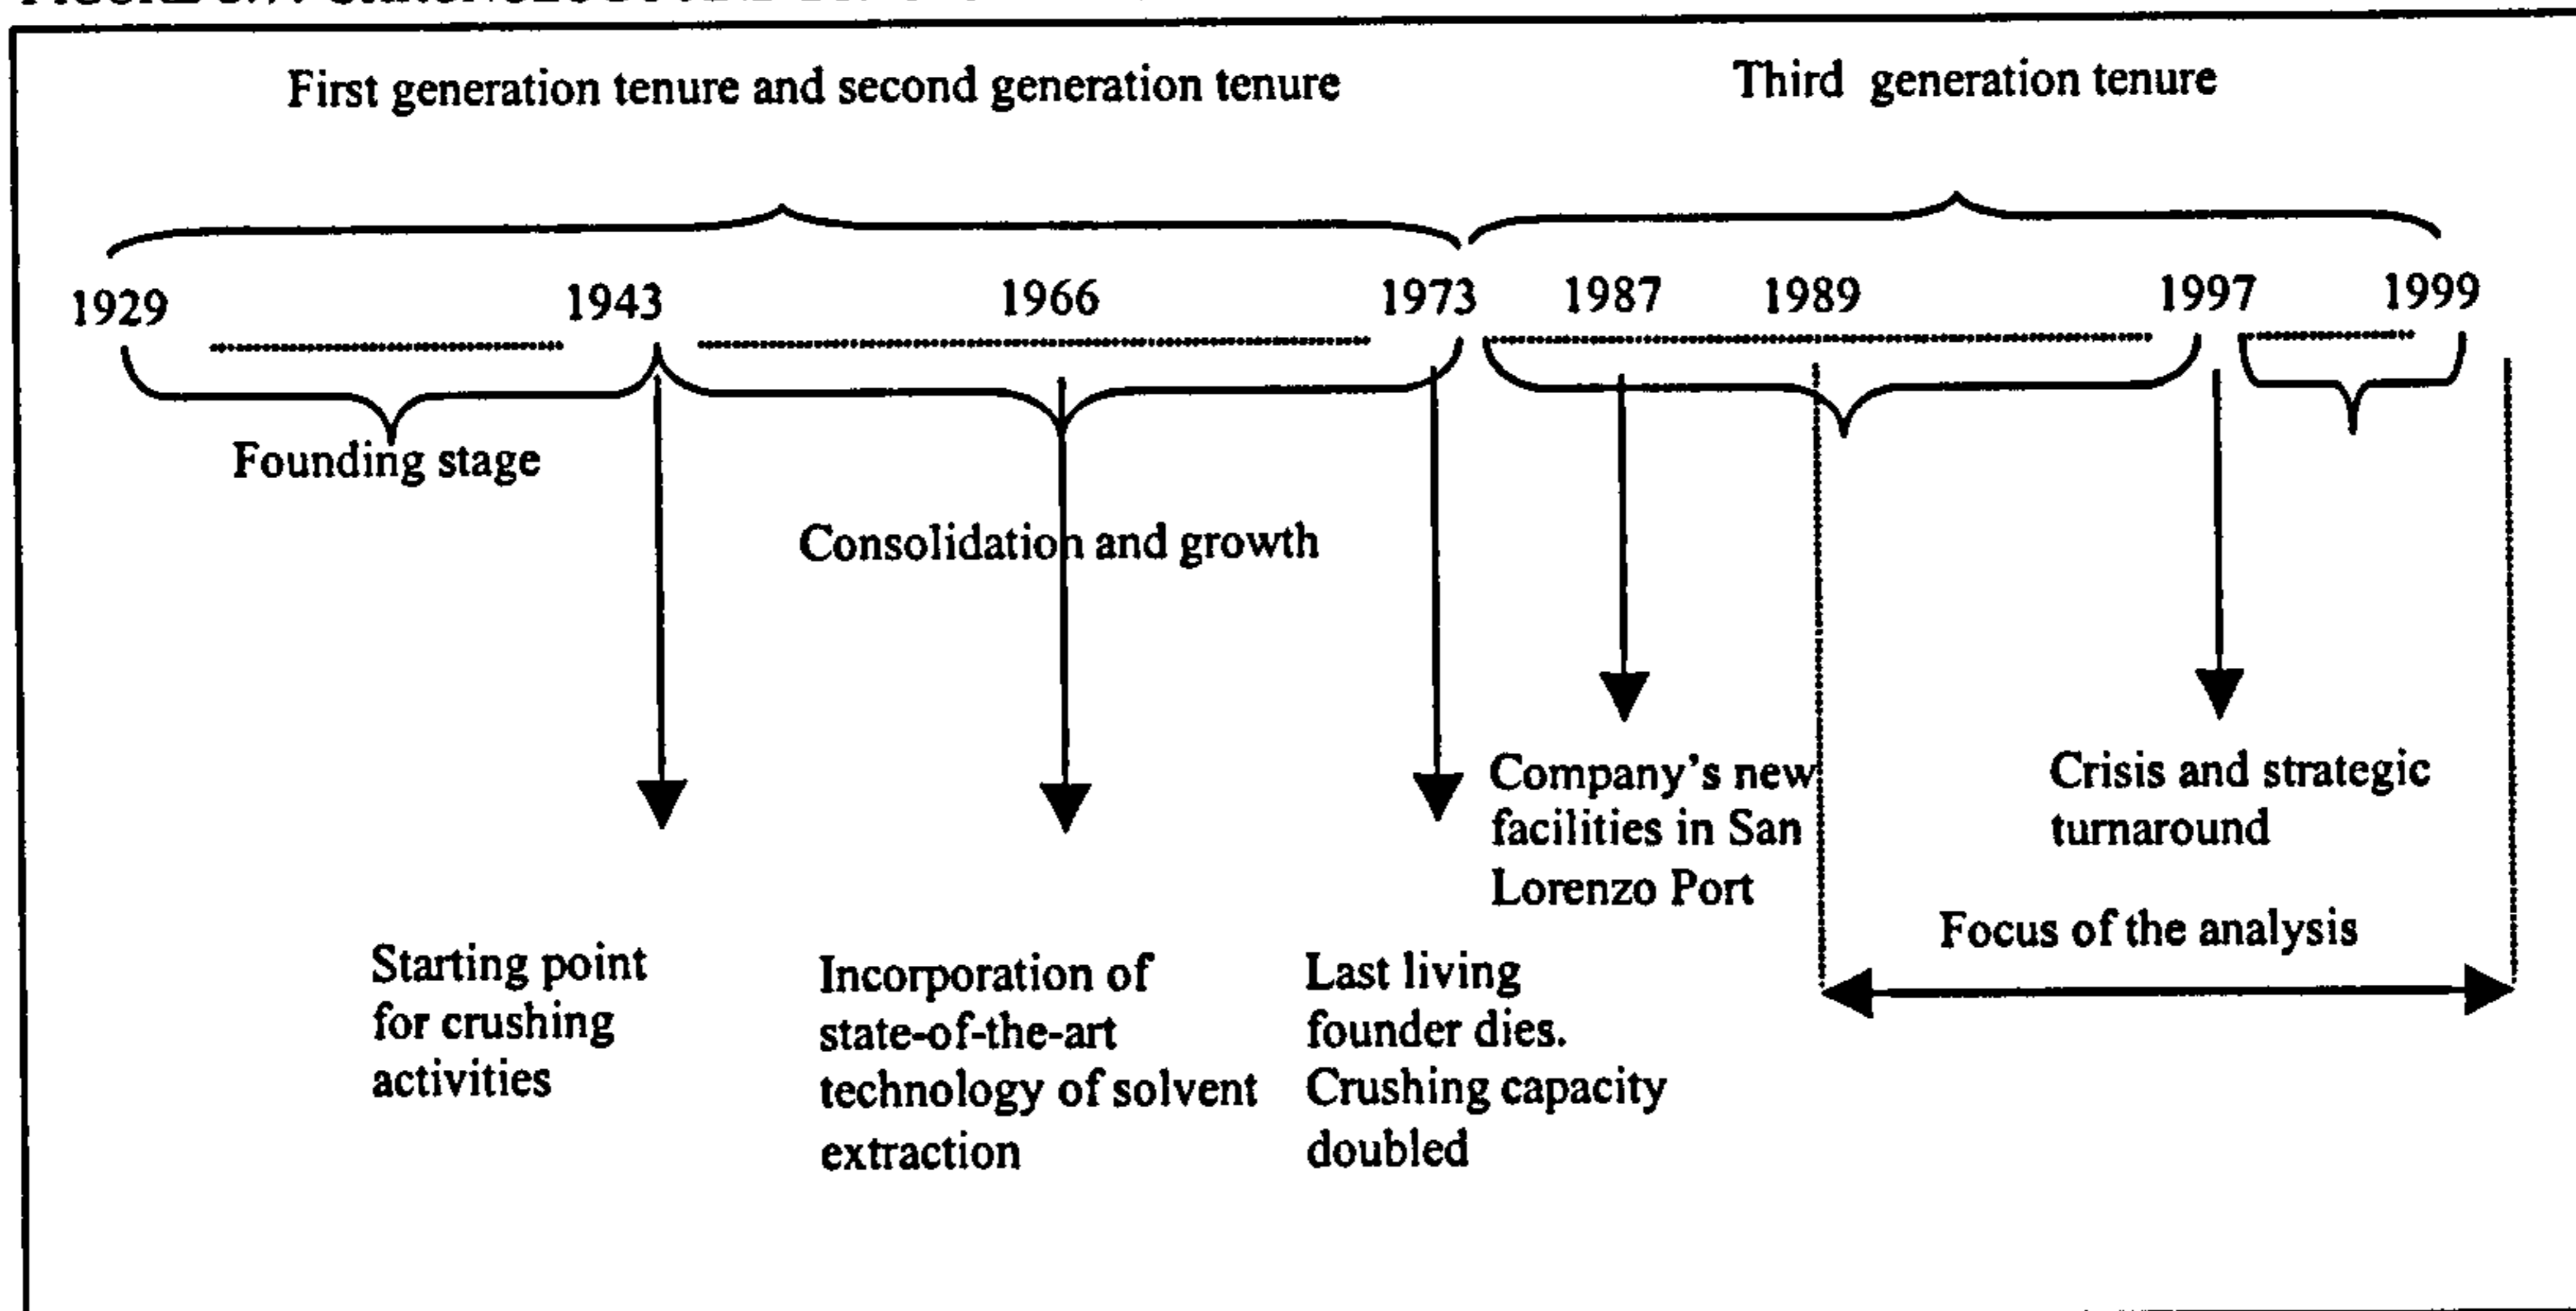 First generation tenure and second generation tenure
Third generation tenure
1929 1943 1966 1973 1987 1989 1997 1999
Founding stage
Consolidation and growth
Company's new
facilities in San
Lorenzo Port
Crisis and strategic
turnaround
Focus of the analysis
Starting point
for crushing
activities
Incorporation of
state-of-the-art
technology of solvent
extraction
Last living
founder dies.
Crushing capacity
doubled